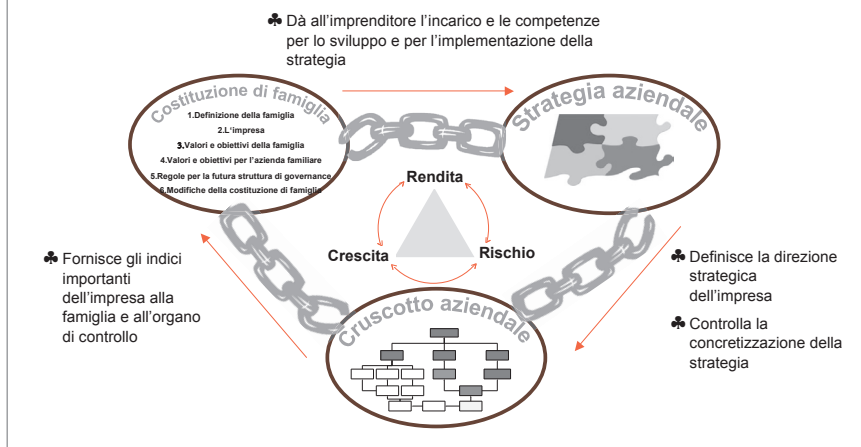 ♣ Dà all'imprenditore l'incarico e le competenze
per lo sviluppo e per l'implementazione della
strategia
Costituzione di famiglia
1.Definizione della famiglia
2.L'impresa
3.Valori e obiettivi della famiglia
4.Valori e obiettivi per l'azienda familiare
5.Regole per la futura struttura di governance
6.Modifiche della costituzione di famiglia
Strategia aziendale
Rendita
Crescita
Rischio
♣ Fornisce gli indici
importanti
dell'impresa alla
famiglia e all'organo
di controllo
♣ Definisce la direzione
strategica
dell'impresa
♣ Controlla la
concretizzazione della
strategia
Cruscotto aziendale